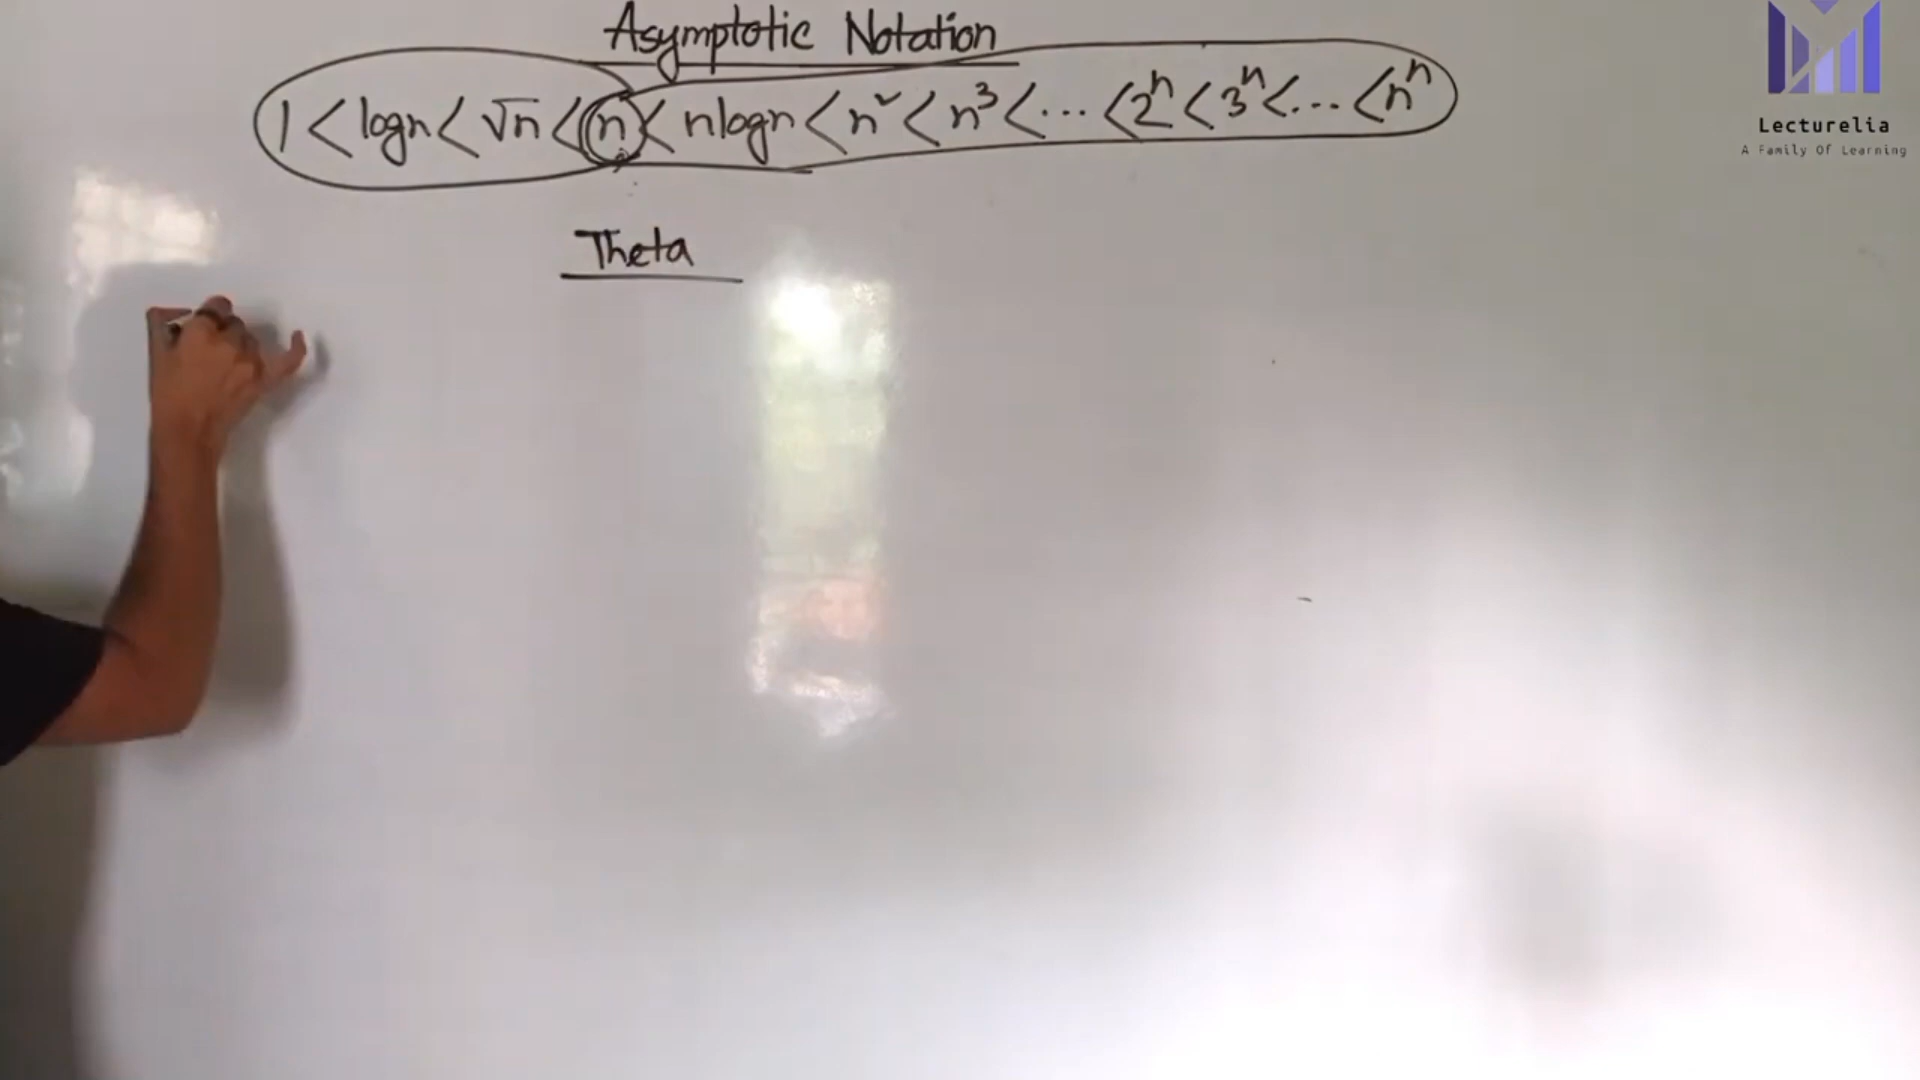 Asymptotic Notation
1 < logn < √n < n < nlogn < n² < n³ < ... < 2ⁿ < 3ⁿ < ... < nⁿ
Theta
Lecturelia
A Family Of Learning